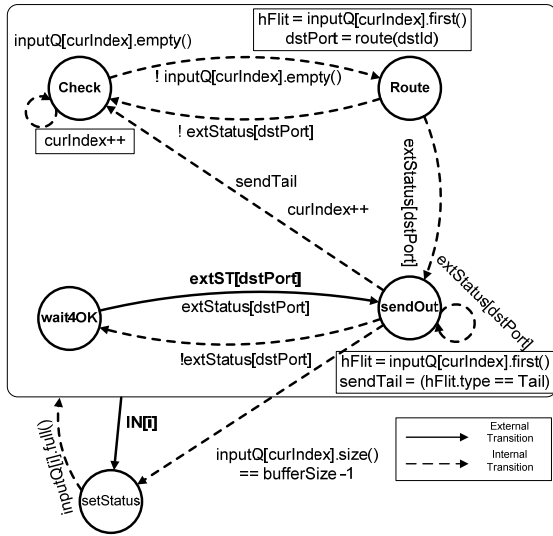 hFlit = inputQ[curIndex].first()
dstPort = route(dstId)
inputQ[curIndex].empty()
! inputQ[curIndex].empty()
Check
Route
! extStatus[dstPort]
curIndex++
sendTail
curIndex++
extStatus[dstPort]
extST[dstPort]
extStatus[dstPort]
extStatus[dstPort]
wait4OK
sendOut
!extStatus[dstPort]
hFlit = inputQ[curIndex].first()
sendTail = (hFlit.type == Tail)
IN[i]
inputQ[i].full()
inputQ[curIndex].size()
== bufferSize-1
External
Transition
Internal
Transition
setStatus